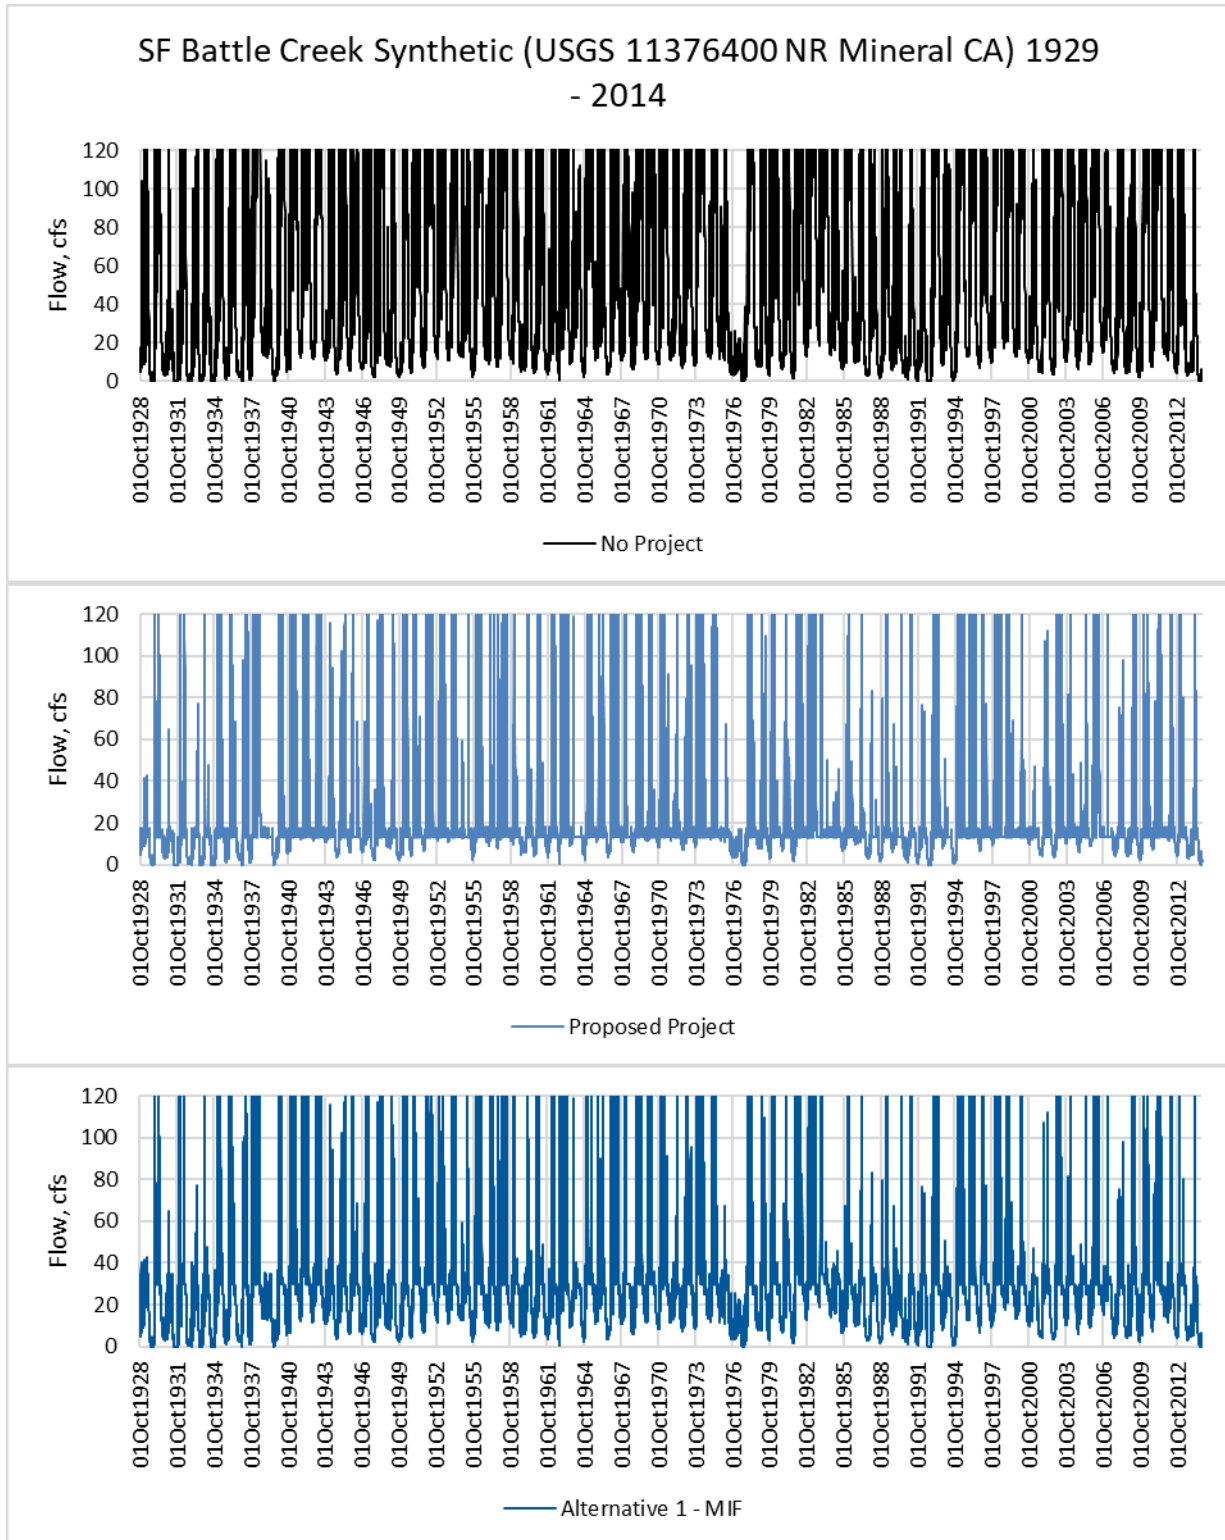 SF Battle Creek Synthetic (USGS 11376400 NR Mineral CA) 1929
- 2014
120
100
80
60
40
20
0
Flow, cfs
01Oct1928
01Oct1931
01Oct1934
01Oct1937
01Oct1940
01Oct1943
01Oct1946
01Oct1949
01Oct1952
01Oct1955
01Oct1958
01Oct1961
01Oct1964
01Oct1967
01Oct1970
01Oct1973
01Oct1976
01Oct1979
01Oct1982
01Oct1985
01Oct1988
01Oct1991
01Oct1994
01Oct1997
01Oct2000
01Oct2003
01Oct2006
01Oct2009
01Oct2012
No Project
120
100
80
60
40
20
0
Flow, cfs
01Oct1928
01Oct1931
01Oct1934
01Oct1937
01Oct1940
01Oct1943
01Oct1946
01Oct1949
01Oct1952
01Oct1955
01Oct1958
01Oct1961
01Oct1964
01Oct1967
01Oct1970
01Oct1973
01Oct1976
01Oct1979
01Oct1982
01Oct1985
01Oct1988
01Oct1991
01Oct1994
01Oct1997
01Oct2000
01Oct2003
01Oct2006
01Oct2009
01Oct2012
Proposed Project
120
100
80
60
40
20
0
Flow, cfs
01Oct1928
01Oct1931
01Oct1934
01Oct1937
01Oct1940
01Oct1943
01Oct1946
01Oct1949
01Oct1952
01Oct1955
01Oct1958
01Oct1961
01Oct1964
01Oct1967
01Oct1970
01Oct1973
01Oct1976
01Oct1979
01Oct1982
01Oct1985
01Oct1988
01Oct1991
01Oct1994
01Oct1997
01Oct2000
01Oct2003
01Oct2006
01Oct2009
01Oct2012
Alternative 1 - MIF